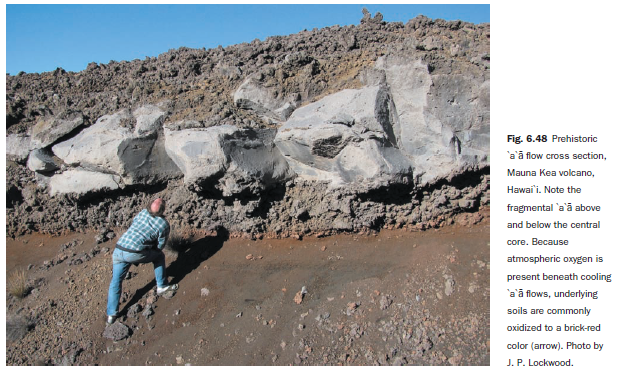 Fig. 6.48 Prehistoric
`a`ā flow cross section,
Mauna Kea volcano,
Hawai`i. Note the
fragmental `a`ā above
and below the central
core. Because
atmospheric oxygen is
present beneath cooling
`a`ā flows, underlying
soils are commonly
oxidized to a brick-red
color (arrow). Photo by
J. P. Lockwood.